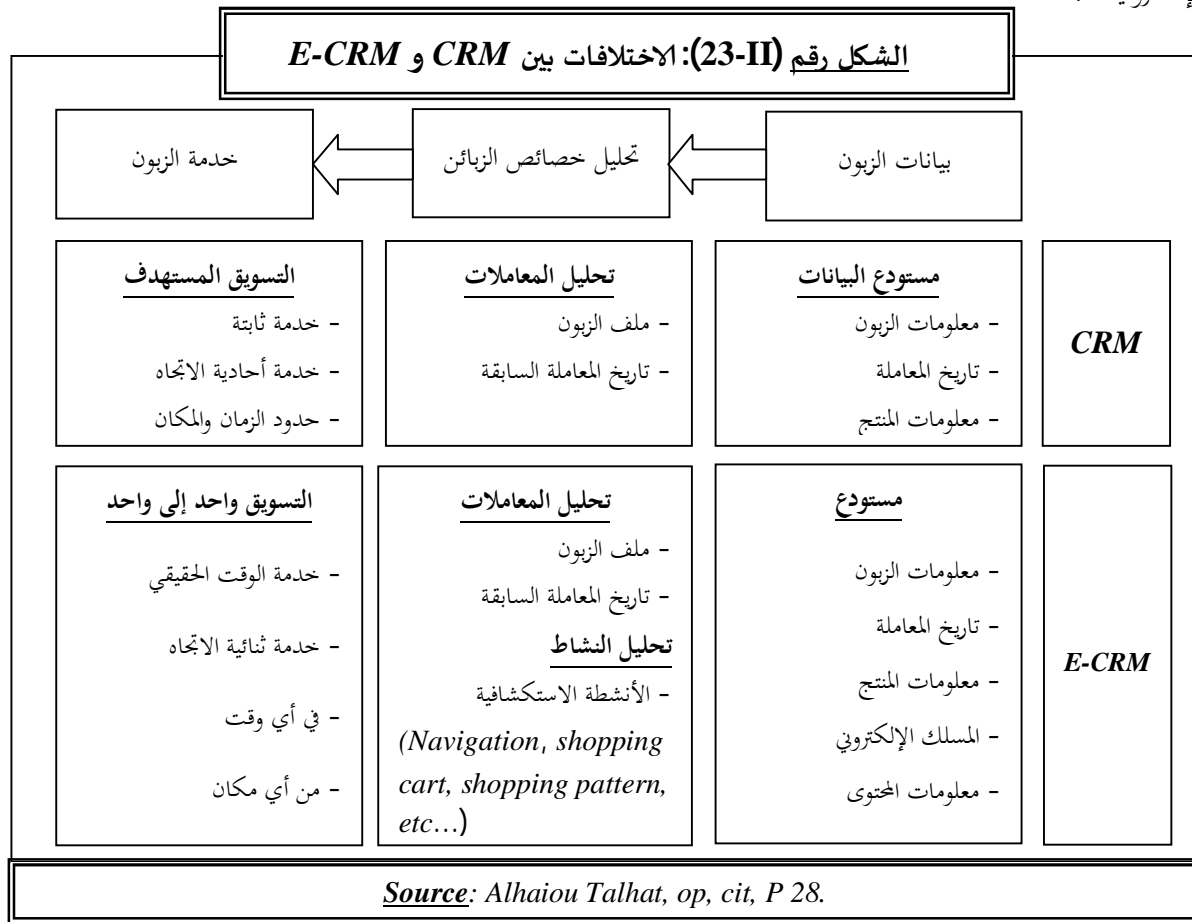 الشكل رقم (II-23): الاختلافات بين CRM و E-CRM
بيانات الزبون
تحليل خصائص الزبائن
خدمة الزبون
CRM
مستودع البيانات
- معلومات الزبون
- تاريخ المعاملة
- معلومات المنتج
تحليل المعاملات
- ملف الزبون
- تاريخ المعاملة السابقة
التسويق المستهدف
- خدمة ثابتة
- خدمة أحادية الاتجاه
- حدود الزمان والمكان
E-CRM
مستودع
- معلومات الزبون
- تاريخ المعاملة
- معلومات المنتج
- المسلك الإلكتروني
- معلومات المحتوى
تحليل المعاملات
- ملف الزبون
- تاريخ المعاملة السابقة
تحليل النشاط
- الأنشطة الاستكشافية
(Navigation, shopping
cart, shopping pattern,
etc…)
التسويق واحد إلى واحد
- خدمة الوقت الحقيقي
- خدمة ثنائية الاتجاه
- في أي وقت
- من أي مكان
Source: Alhaiou Talhat, op, cit, P 28.